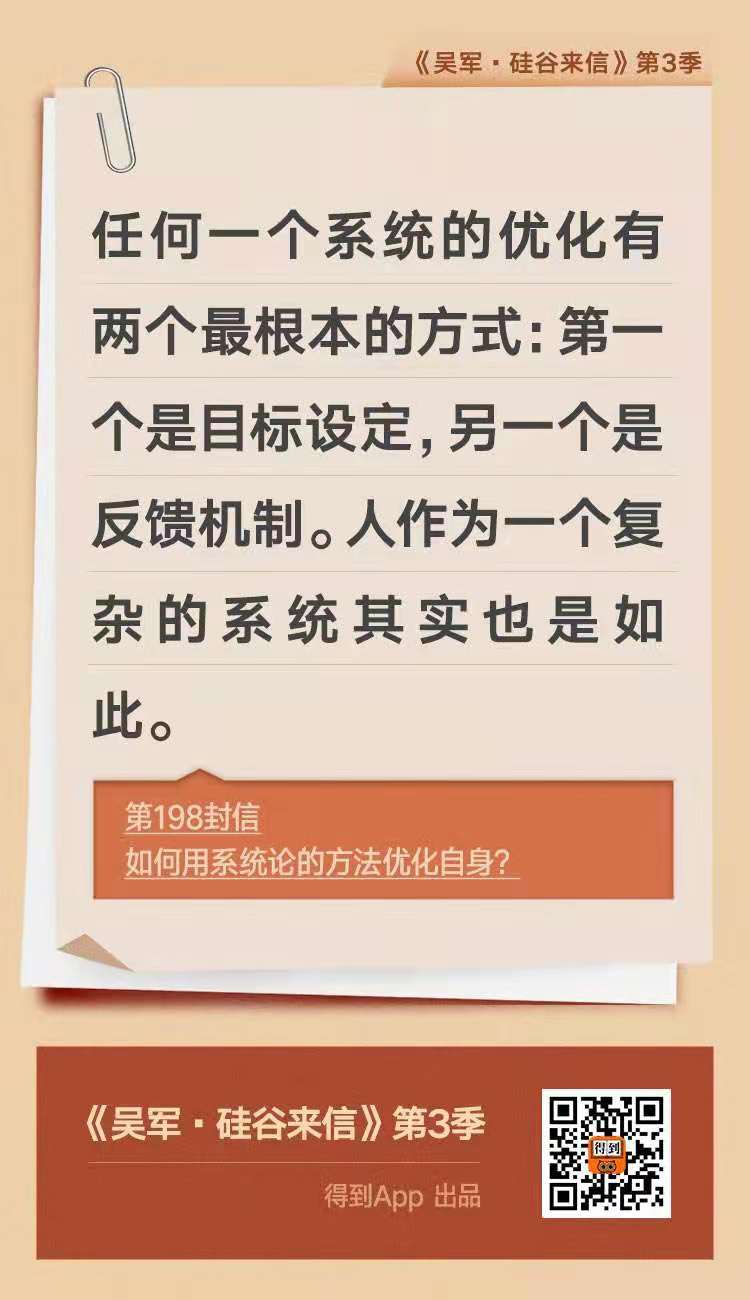 《吴军·硅谷来信》第3季
任何一个系统的优化有
两个最根本的方式：第一
个是目标设定，另一个是
反馈机制。人作为一个复
杂的系统其实也是如
此。
第198封信
如何用系统论的方法优化自身？
《吴军·硅谷来信》第3季
得到App 出品
得到